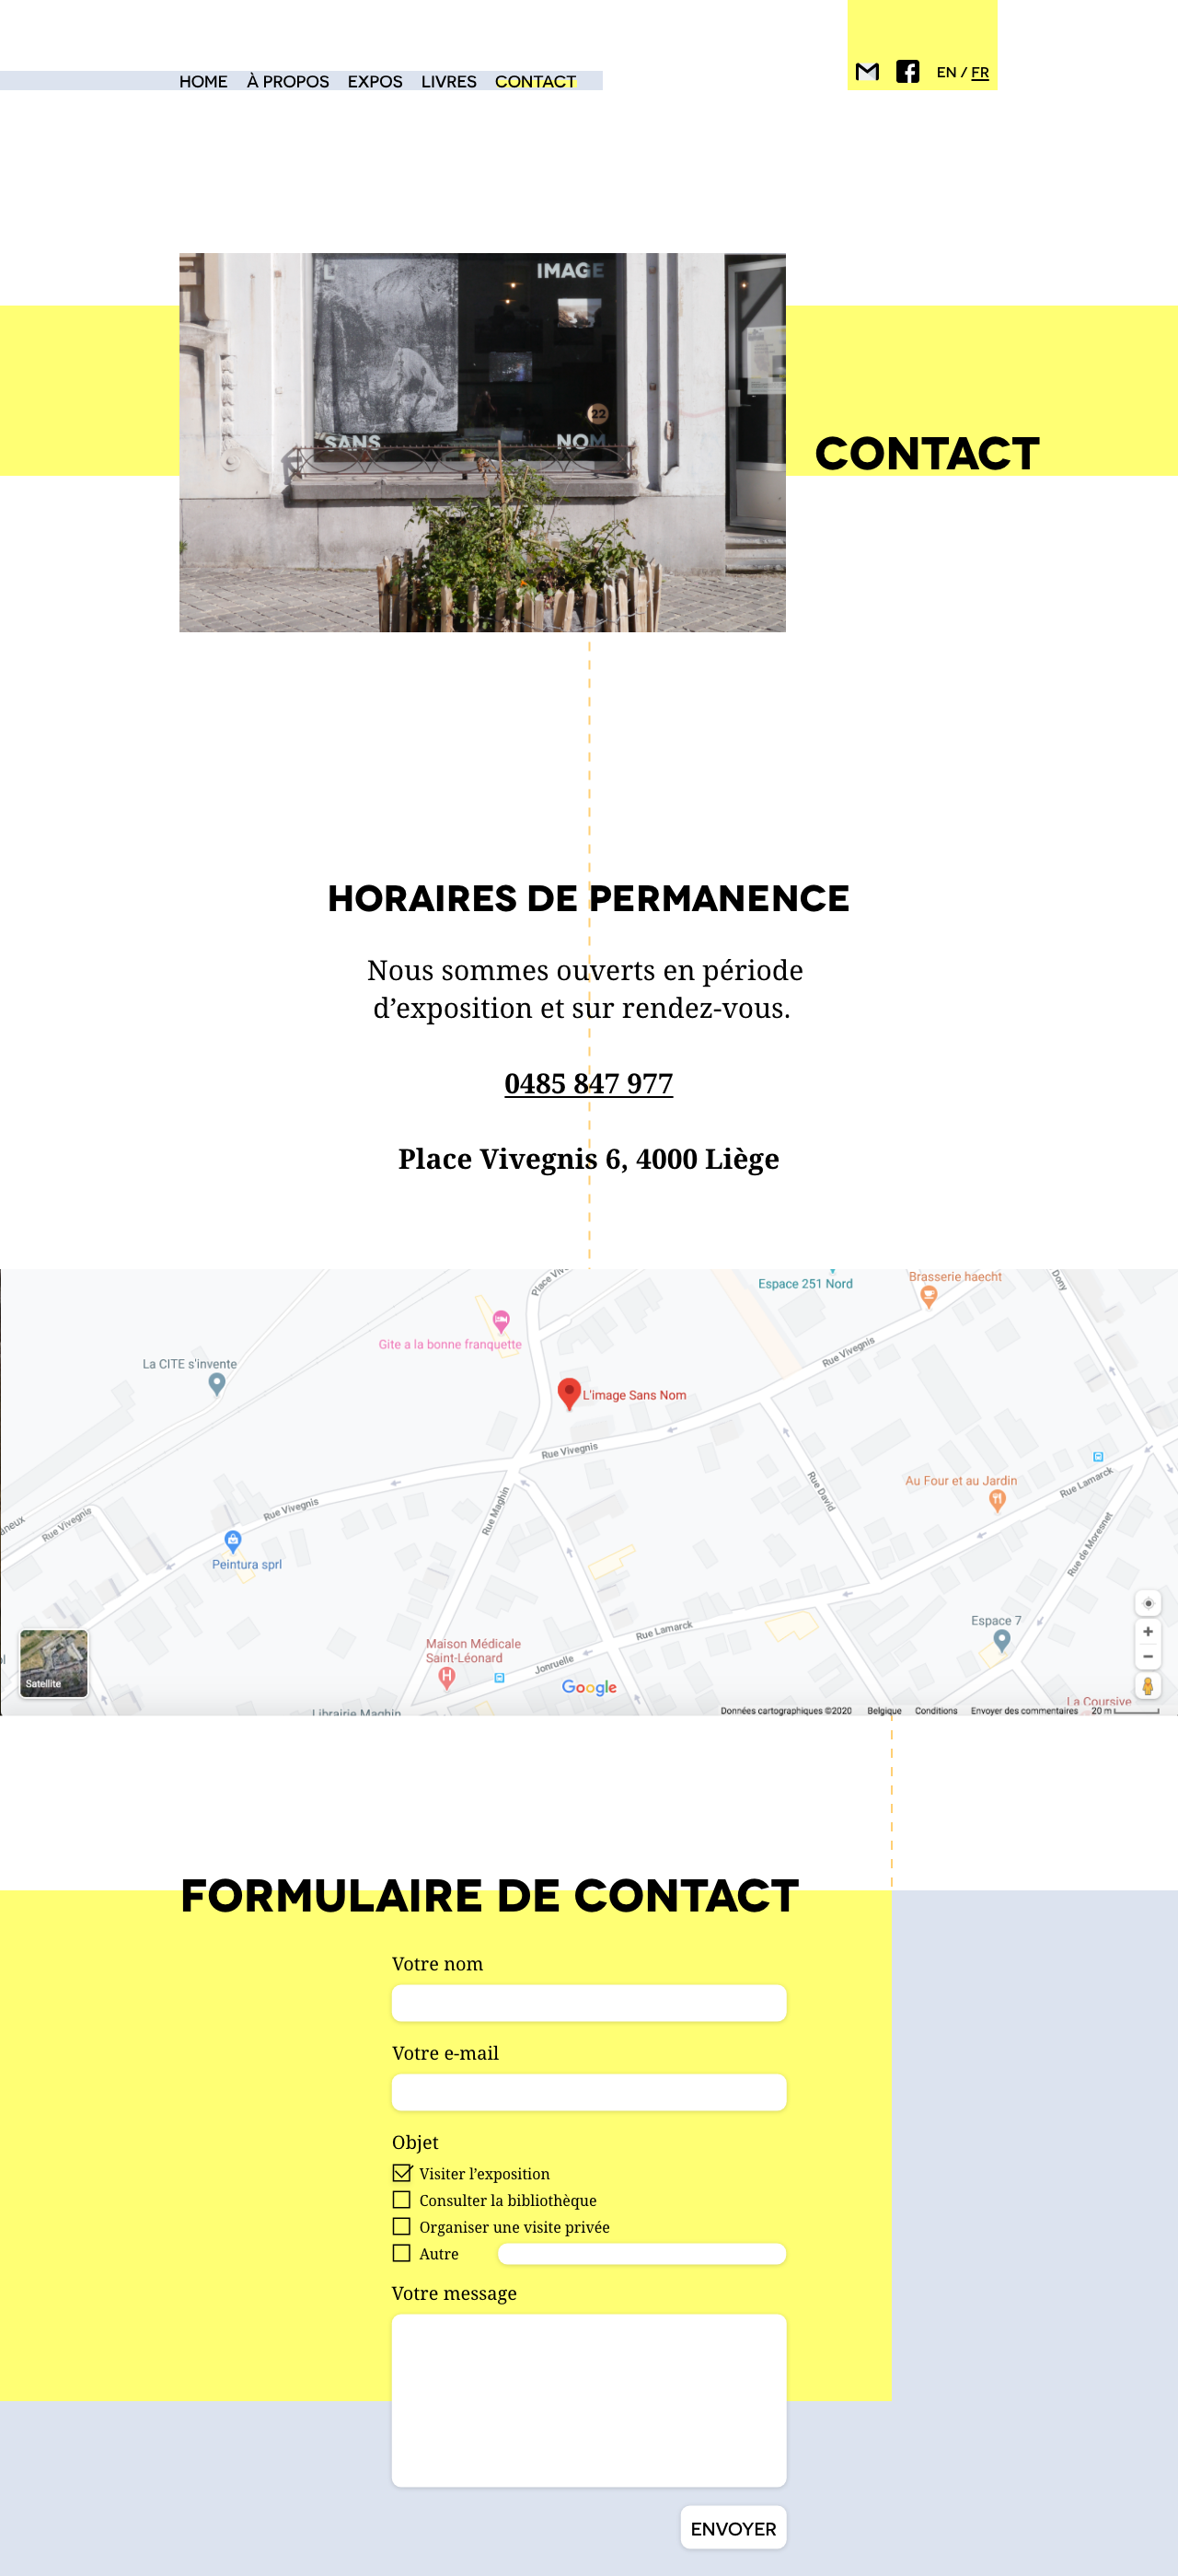 HOME À PROPOS EXPOS LIVRES CONTACT
EN / FR
L'
IMAGE
22
SANS
NOM
CONTACT
HORAIRES DE PERMANENCE
Nous sommes ouverts en période
d’exposition et sur rendez-vous.
0485 847 977
Place Vivegnis 6, 4000 Liège
Espace 251 Nord
Brasserie haecht
Dony
Gite a la bonne franquette
La CITE s'invente
Rue Vivegnis
L'image Sans Nom
Rue Vivegnis
Au Four et au Jardin
Rue Lamarck
Rue David
Rue Maghin
Rue Vivegnis
Rue Vivegnis
Peintura sprl
Rue de Moresnet
Espace 7
Rue Lamarck
Maison Médicale
Saint-Léonard
Jonruelle
Satellite
Google
La Coursive
Librairie Maghin
Données cartographiques ©2020 Belgique Conditions Envoyer des commentaires 20 m
FORMULAIRE DE CONTACT
Votre nom
Votre e-mail
Objet
Visiter l’exposition
Consulter la bibliothèque
Organiser une visite privée
Autre
Votre message
ENVOYER